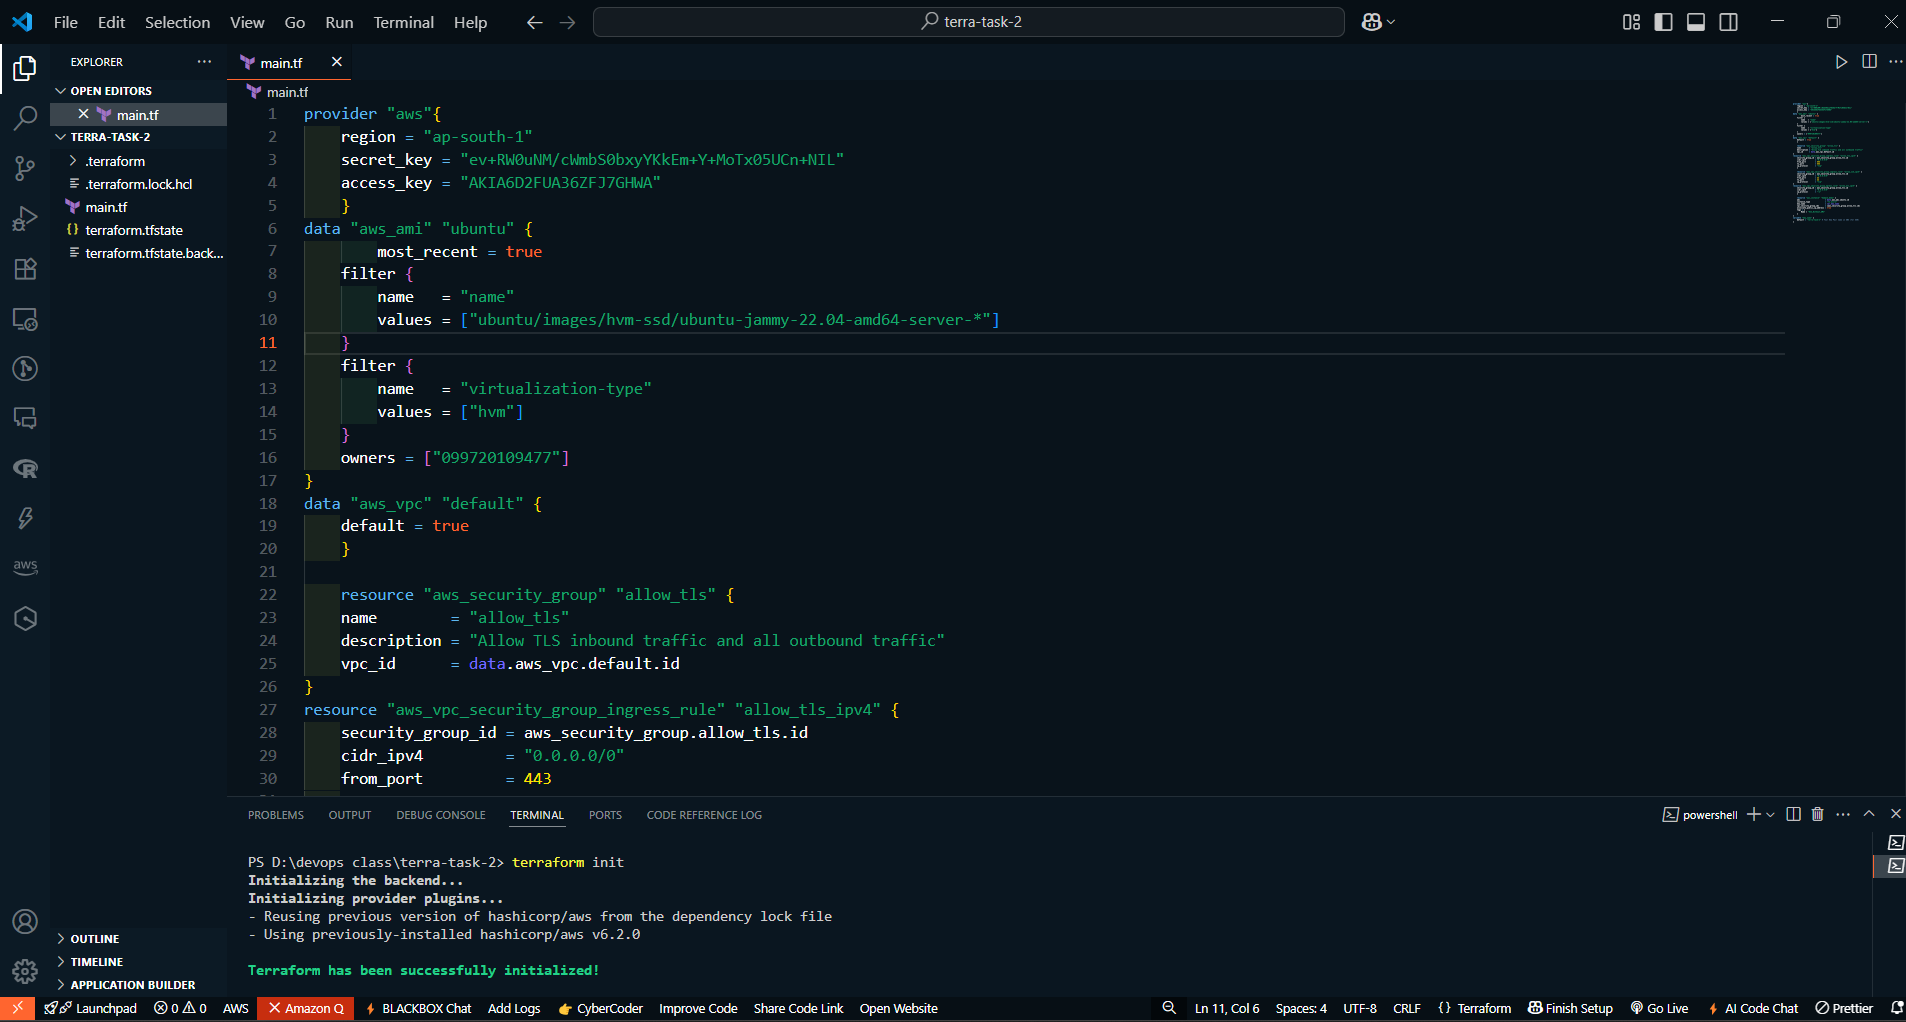 File Edit Selection View Go Run Terminal Help
terra-task-2
EXPLORER
OPEN EDITORS
main.tf
TERRA-TASK-2
.terraform
.terraform.lock.hcl
main.tf
terraform.tfstate
terraform.tfstate.back...
OUTLINE
TIMELINE
APPLICATION BUILDER
aws
main.tf
main.tf
1 provider "aws"{
2 region = "ap-south-1"
3 secret_key =
4 access_key =
5 }
6 data "aws_ami" "ubuntu" {
7 most_recent = true
8 filter {
9 name   = "name"
10 values = ["ubuntu/images/hvm-ssd/ubuntu-jammy-22.04-amd64-server-*"]
11 }
12 filter {
13 name   = "virtualization-type"
14 values = ["hvm"]
15 }
16 owners = ["099720109477"]
17 }
18 data "aws_vpc" "default" {
19 default = true
20 }
21
22 resource "aws_security_group" "allow_tls" {
23 name        = "allow_tls"
24 description = "Allow TLS inbound traffic and all outbound traffic"
25 vpc_id      = data.aws_vpc.default.id
26 }
27 resource "aws_vpc_security_group_ingress_rule" "allow_tls_ipv4" {
28 security_group_id = aws_security_group.allow_tls.id
29 cidr_ipv4         = "0.0.0.0/0"
30 from_port         = 443
PROBLEMS OUTPUT DEBUG CONSOLE TERMINAL PORTS CODE REFERENCE LOG
powershell
PS D:\devops class\terra-task-2> terraform init
Initializing the backend...
Initializing provider plugins...
- Reusing previous version of hashicorp/aws from the dependency lock file
- Using previously-installed hashicorp/aws v6.2.0
Terraform has been successfully initialized!
Launchpad 0 0 AWS Amazon Q BLACKBOX Chat Add Logs CyberCoder Improve Code Share Code Link Open Website Ln 11, Col 6 Spaces: 4 UTF-8 CRLF {} Terraform Finish Setup Go Live AI Code Chat Prettier